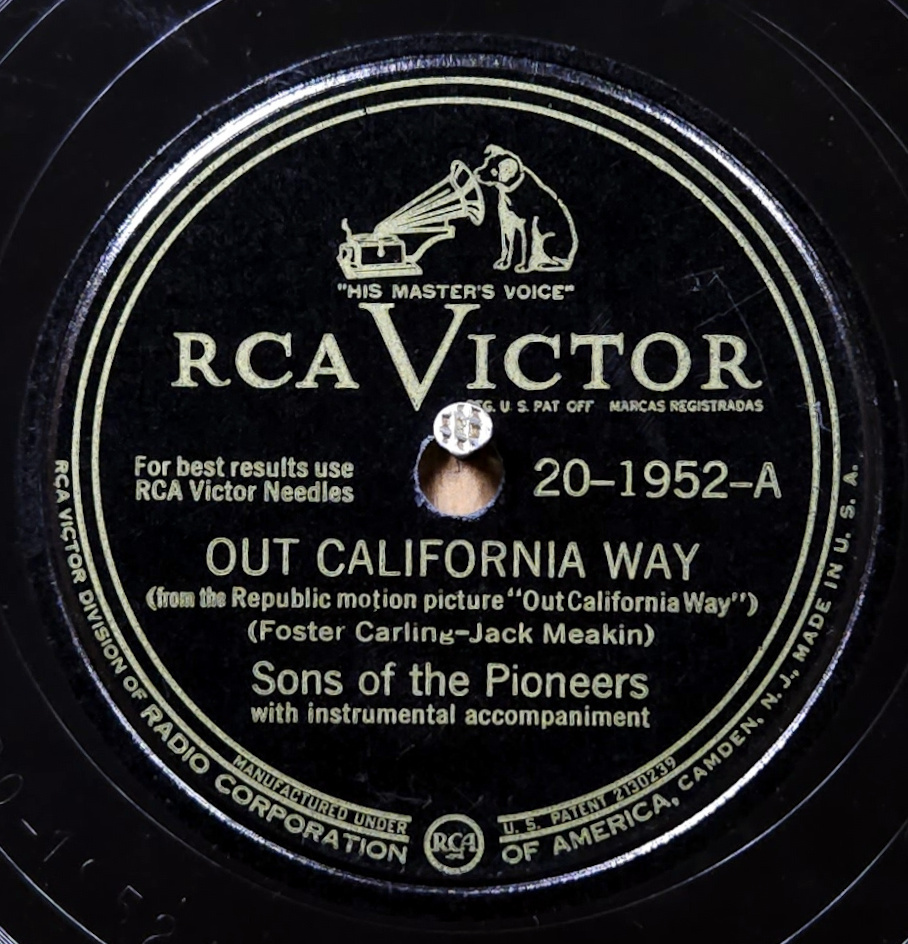 "HIS MASTER'S VOICE"
RCA VICTOR
REG. U. S. PAT OFF MARCAS REGISTRADAS
For best results use
RCA Victor Needles
20-1952-A
OUT CALIFORNIA WAY
(from the Republic motion picture "Out California Way")
(Foster Carling-Jack Meakin)
Sons of the Pioneers
with instrumental accompaniment
MANUFACTURED UNDER
U. S. PATENT 2130239
RCA VICTOR DIVISION OF RADIO CORPORATION
RCA
OF AMERICA, CAMDEN, N. J., MADE IN U. S. A.